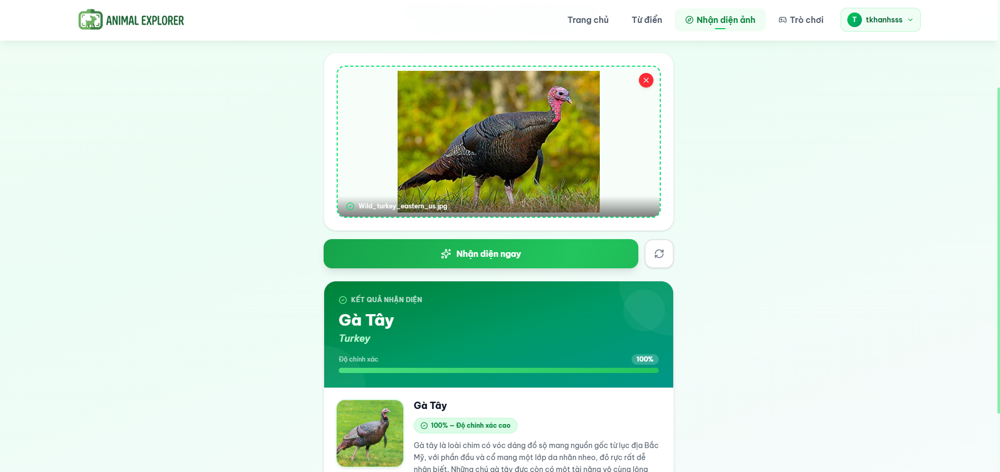 ANIMAL EXPLORER
Trang chủ
Từ điển
Nhận diện ảnh
Trò chơi
T
tkhanhsss
Wild_turkey_eastern_us.jpg
Nhận diện ngay
KẾT QUẢ NHẬN DIỆN
Gà Tây
Turkey
Độ chính xác
100%
Gà Tây
100% — Độ chính xác cao
Gà tây là loài chim có vóc dáng đồ sộ mang nguồn gốc từ lục địa Bắc
Mỹ, với phần đầu và cổ mang một lớp da nhăn nheo, đỏ rực rất dễ
nhận biết. Những chú gà tây đực còn có một tài năng vô cùng lông